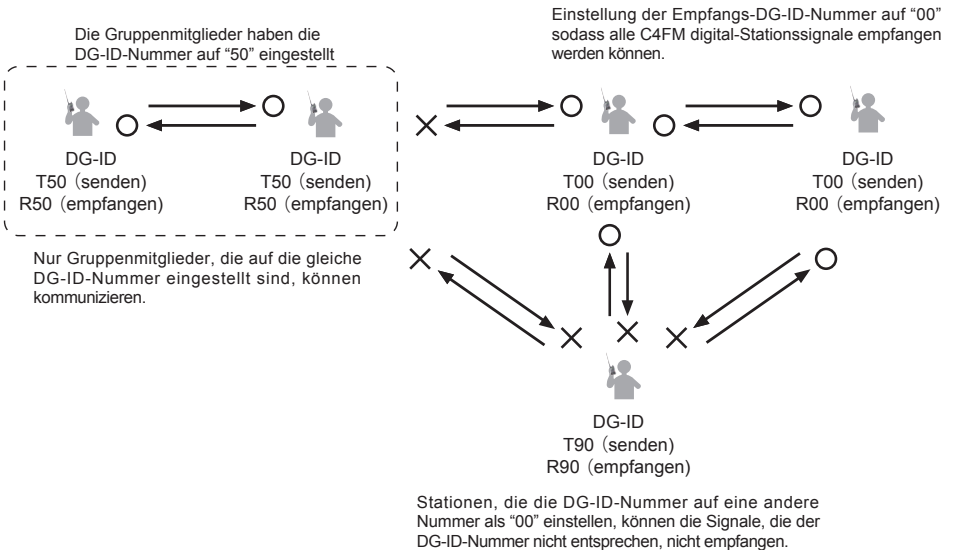 Einstellung der Empfangs-DG-ID-Nummer auf “00”
sodass alle C4FM digital-Stationssignale empfangen
werden können.
Die Gruppenmitglieder haben die
DG-ID-Nummer auf “50” eingestellt
DG-ID
T50 (senden)
R50 (empfangen)
DG-ID
T50 (senden)
R50 (empfangen)
DG-ID
T00 (senden)
R00 (empfangen)
DG-ID
T00 (senden)
R00 (empfangen)
Nur Gruppenmitglieder, die auf die gleiche
DG-ID-Nummer eingestellt sind, können
kommunizieren.
DG-ID
T90 (senden)
R90 (empfangen)
Stationen, die die DG-ID-Nummer auf eine andere
Nummer als “00” einstellen, können die Signale, die der
DG-ID-Nummer nicht entsprechen, nicht empfangen.